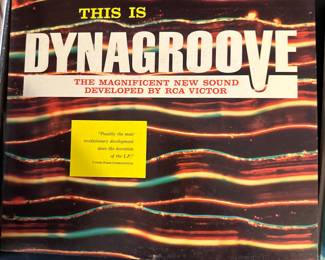 THIS IS
DYNAGROOVE
THE MAGNIFICENT NEW SOUND
DEVELOPED BY RCA VICTOR
"Possibly the most
revolutionary development
since the invention
of the L.P."